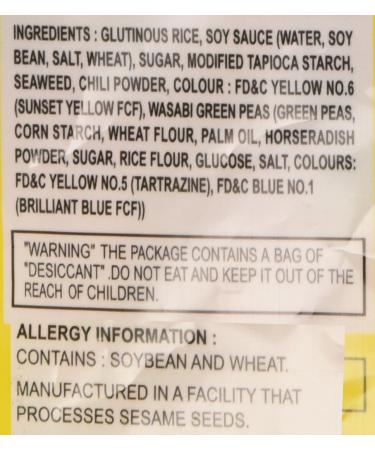 INGREDIENTS : GLUTINOUS RICE, SOY SAUCE (WATER, SOY
BEAN, SALT, WHEAT), SUGAR, MODIFIED TAPIOCA STARCH,
SEAWEED, CHILI POWDER, COLOUR : FD&C YELLOW NO.6
(SUNSET YELLOW FCF), WASABI GREEN PEAS (GREEN PEAS,
CORN STARCH, WHEAT FLOUR, PALM OIL, HORSERADISH
POWDER, SUGAR, RICE FLOUR, GLUCOSE, SALT, COLOURS:
FD&C YELLOW NO.5 (TARTRAZINE), FD&C BLUE NO.1
(BRILLIANT BLUE FCF))
"WARNING" THE PACKAGE CONTAINS A BAG OF
"DESICCANT" .DO NOT EAT AND KEEP IT OUT OF THE
REACH OF CHILDREN.
ALLERGY INFORMATION :
CONTAINS : SOYBEAN AND WHEAT.
MANUFACTURED IN A FACILITY THAT
PROCESSES SESAME SEEDS.